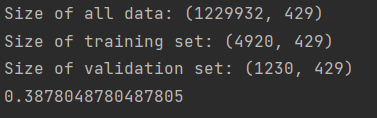 Size of all data: (1229932, 429)
Size of training set: (4920, 429)
Size of validation set: (1230, 429)
0.3878048780487805